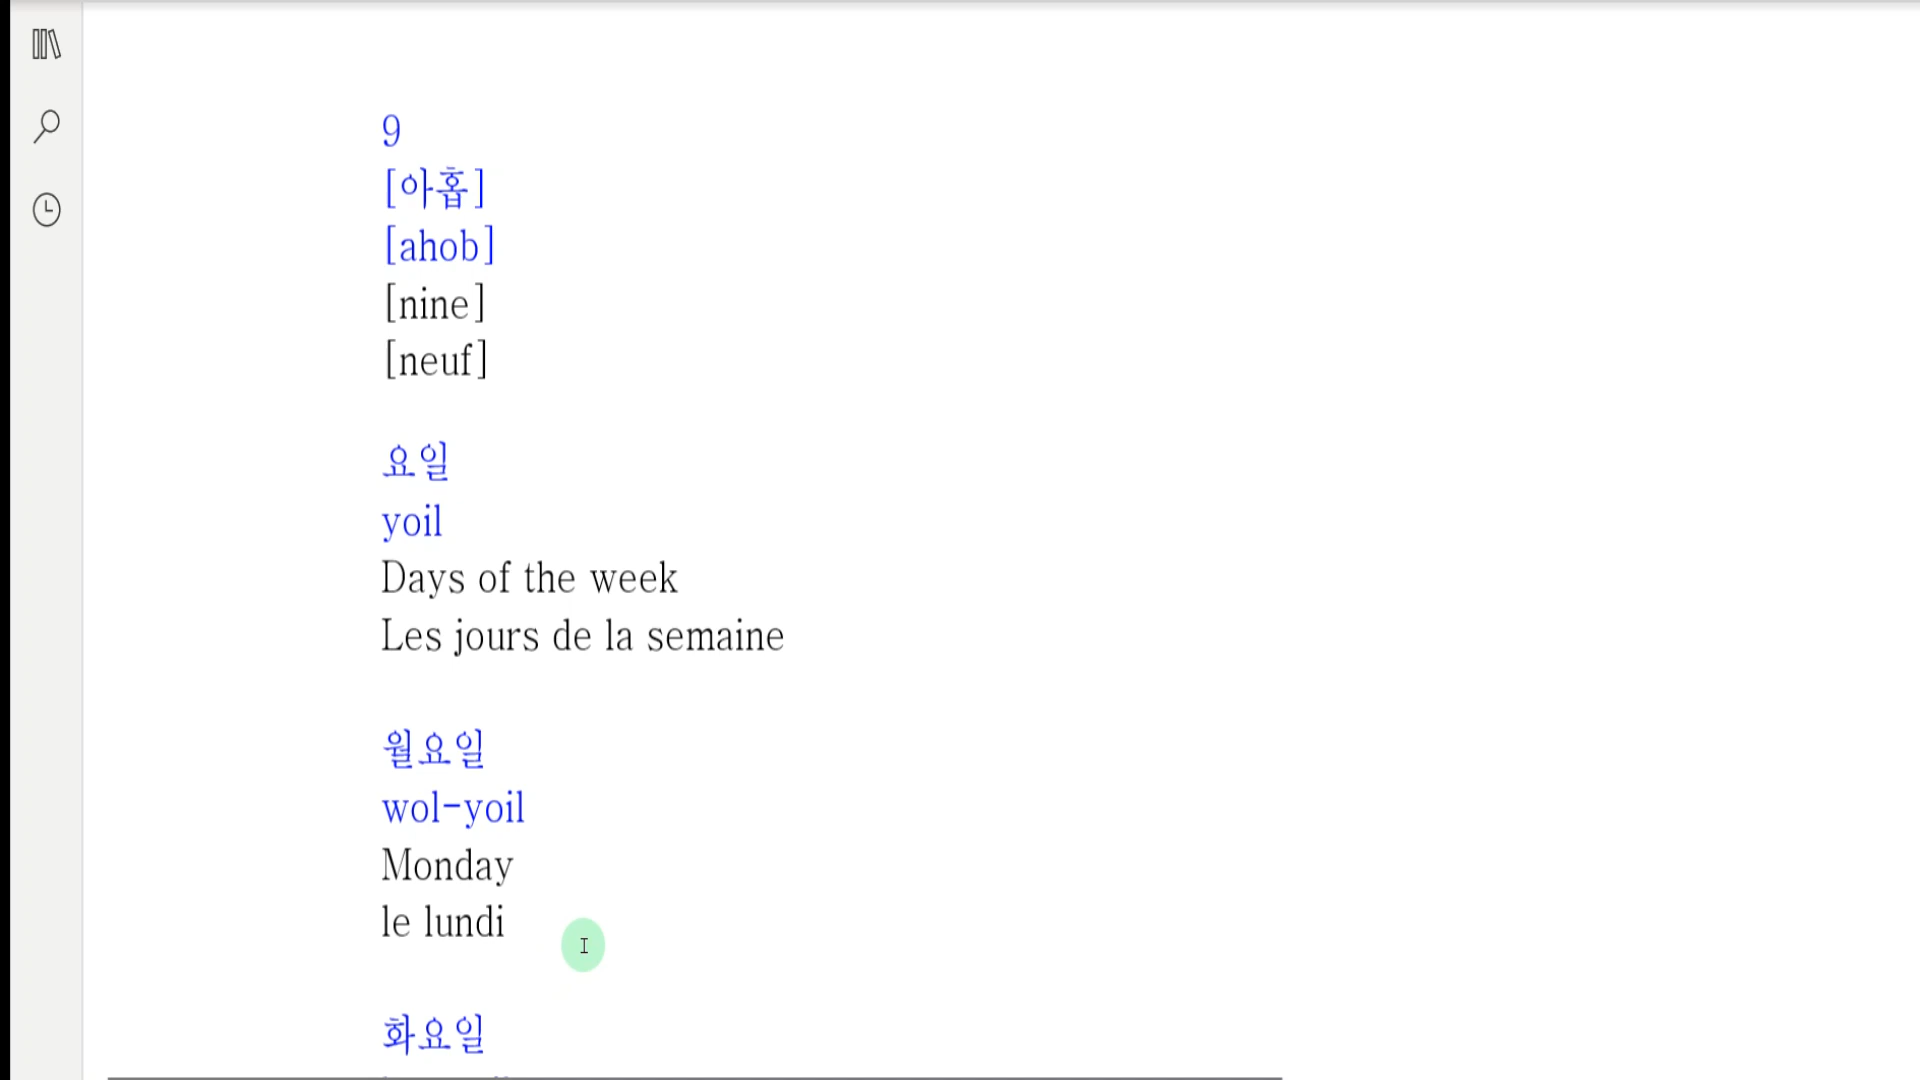 9
[아홉]
[ahob]
[nine]
[neuf]
요일
yoil
Days of the week
Les jours de la semaine
월요일
wol-yoil
Monday
le lundi
화요일